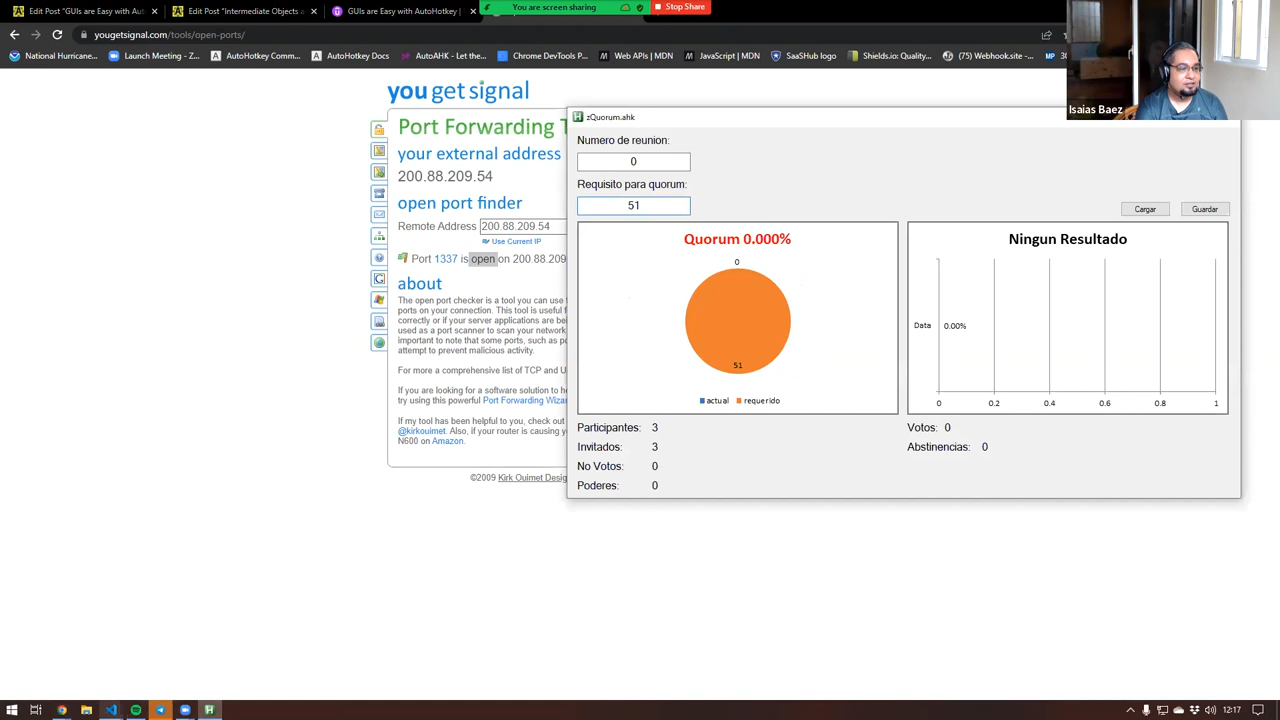 Edit Post "GUIs are Easy with Aut
Edit Post "Intermediate Objects a
GUIs are Easy with AutoHotkey |
You are screen sharing
Stop Share
yougetsignal.com/tools/open-ports/
National Hurricane...
Launch Meeting - Z...
AutoHotkey Comm...
AutoHotkey Docs
AutoAHK - Let the...
Chrome DevTools P...
Web APIs | MDN
JavaScript | MDN
SaaSHub logo
Shields.io: Quality...
(75) Webhook.site -...
MP
Isaias Baez
you get signal
Port Forwarding T
your external address
200.88.209.54
open port finder
Remote Address 200.88.209.54
Use Current IP
Port 1337 is open on 200.88.209
about
The open port checker is a tool you can use t
ports on your connection. This tool is useful f
correctly or if your server applications are bei
used as a port scanner to scan your network
important to note that some ports, such as po
attempt to prevent malicious activity.
For more a comprehensive list of TCP and U
If you are looking for a software solution to he
try using this powerful Port Forwarding Wiza
If my tool has been helpful to you, check out
@kirkouimet. Also, if your router is causing y
N600 on Amazon.
©2009 Kirk Ouimet Desig
zQuorum.ahk
Numero de reunion:
0
Requisito para quorum:
51
Cargar
Guardar
Quorum 0.000%
0
51
actual
requerido
Ningun Resultado
Data
0.00%
0
0.2
0.4
0.6
0.8
1
Participantes: 3
Invitados: 3
No Votos: 0
Poderes: 0
Votos: 0
Abstinencias: 0
12:17